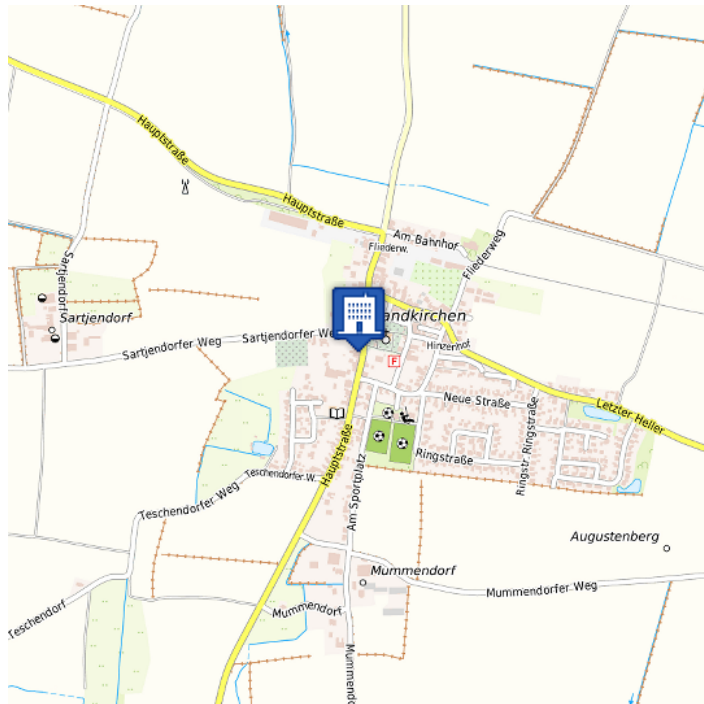 Hauptstraße
Hauptstraße
Am Bahnhof
Fliederw.
Fliederweg
Sartjendorf
Sartjendorf
andkirchen
Sartjendorfer We
Sartjendorfer Weg
Hinzenhof
F
Neue Straße
Letzter Heller
Ringstr.
Ringstraße
Hauptstraße
Ringstraße
Teschendorfer W.
Am Sportplatz
Teschendorfer Weg
Augustenberg
Mummendorf
Mummendorfer Weg
Teschendorf
Mummendorf
Mummendo